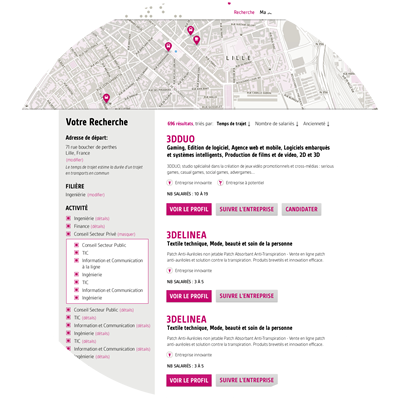 Recherche Ma ...
LILLE
Votre Recherche
Adresse de départ:
71 rue boucher de perthes
Lille, France
(modifier)
Le temps de trajet estime la durée d'un trajet
en transports en commun.
FILIÈRE
Ingénierie (modifier)
ACTIVITÉ
Ingénierie (détails)
Finance (détails)
Conseil Secteur Privé (masquer)
Conseil Secteur Public
TIC
Information et Communication
à la ligne
Ingénierie
TIC
Information et Communication
Ingénierie
Conseil Secteur Public (détails)
TIC (détails)
Information et Communication (détails)
Ingénierie (détails)
TIC (détails)
Information et Communication (détails)
Ingénierie (détails)
696 résultats, triés par: Temps de trajet ↓ Nombre de salariés ↓ Ancienneté ↓
3DDUO
Gaming, Edition de logiciel, Agence web et mobile, Logiciels embarqués
et systèmes intelligents, Production de films et de vidéo, 2D et 3D
3DDUO, studio spécialisé dans la création de jeux vidéo promotionnels et cross-médias : serious
games, casual games, social games, advergames...
Entreprise innovante Entreprise à potentiel
NB SALARIÉS : 10 À 19
VOIR LE PROFIL SUIVRE L'ENTREPRISE CANDIDATER
3DELINEA
Textile technique, Mode, beauté et soin de la personne
Patch Anti-Auréoles non jetable Patch Absorbant Anti-Transpiration - Vente en ligne patch
anti-auréoles et solution contre la transpiration. Produits brevetés et innovation efficace.
Entreprise innovante
NB SALARIÉS : 3 À 5
VOIR LE PROFIL SUIVRE L'ENTREPRISE
3DELINEA
Textile technique, Mode, beauté et soin de la personne
Patch Anti-Auréoles non jetable Patch Absorbant Anti-Transpiration - Vente en ligne patch
anti-auréoles et solution contre la transpiration. Produits brevetés et innovation efficace.
Entreprise innovante
NB SALARIÉS : 3 À 5
VOIR LE PROFIL SUIVRE L'ENTREPRISE